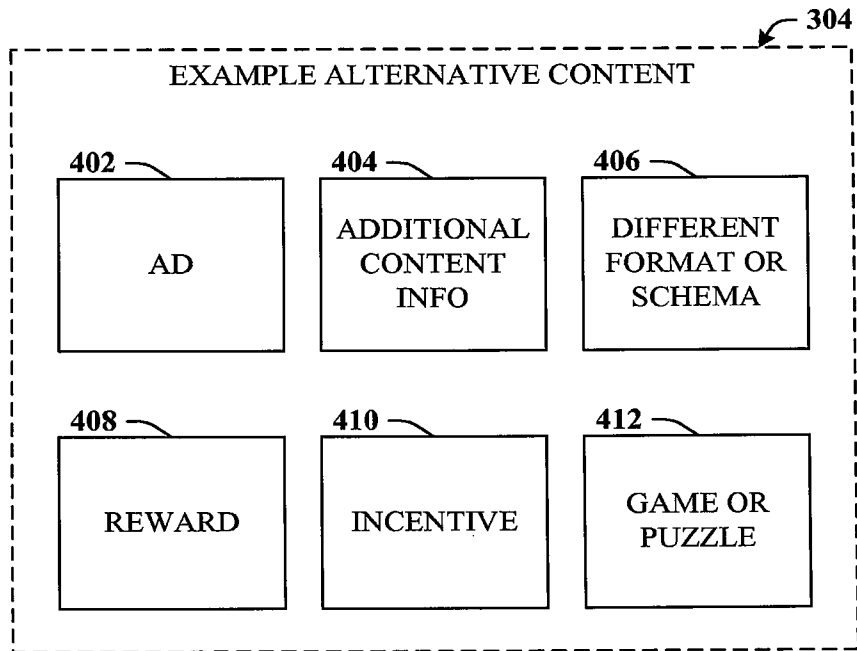 304
EXAMPLE ALTERNATIVE CONTENT
402
404
406
AD
ADDITIONAL
CONTENT
INFO
DIFFERENT
FORMAT OR
SCHEMA
408
410
412
REWARD
INCENTIVE
GAME OR
PUZZLE